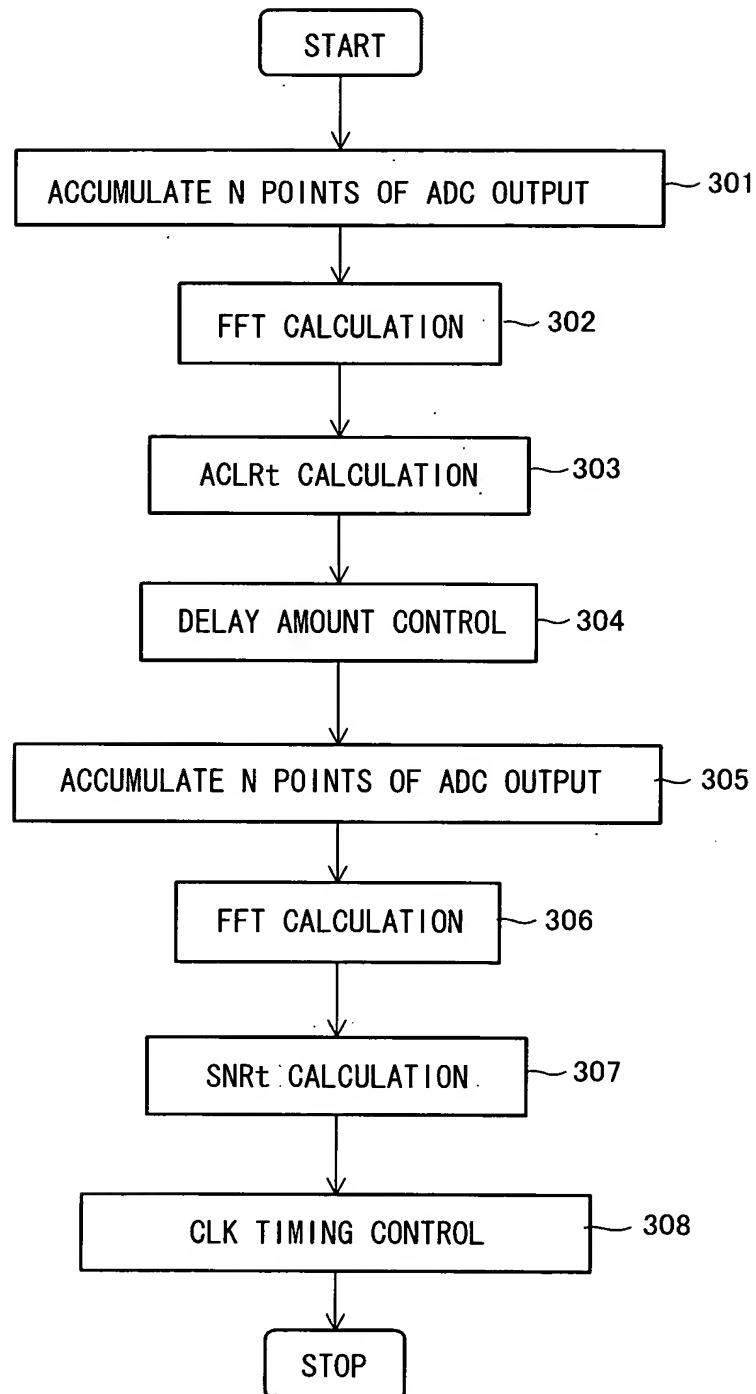 START
ACCUMULATE N POINTS OF ADC OUTPUT
301
FFT CALCULATION
302
ACLRt CALCULATION
303
DELAY AMOUNT CONTROL
304
ACCUMULATE N POINTS OF ADC OUTPUT
305
FFT CALCULATION
306
SNRt CALCULATION
307
CLK TIMING CONTROL
308
STOP